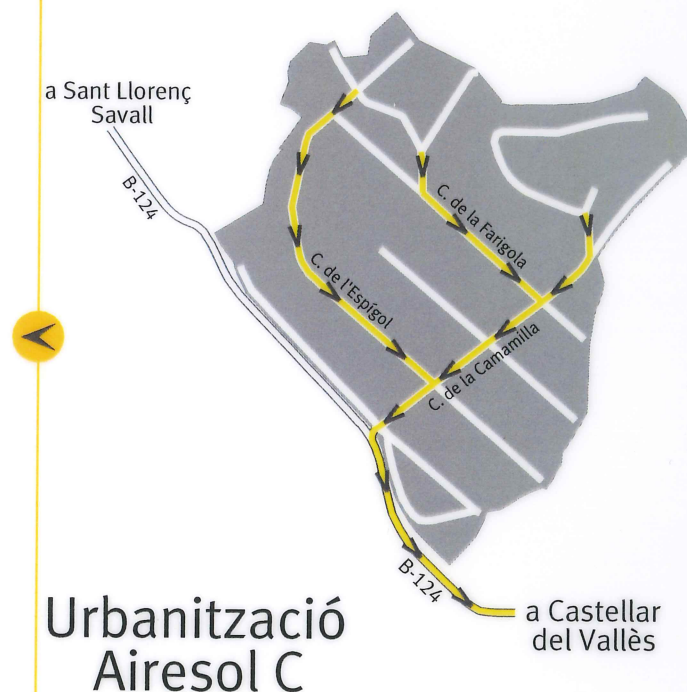 a Sant Llorenç
Savall
B-124
C. de la Farigola
C. de l'Espígol
C. de la Camamilla
B-124
a Castellar
del Vallès
Urbanització
Airesol C